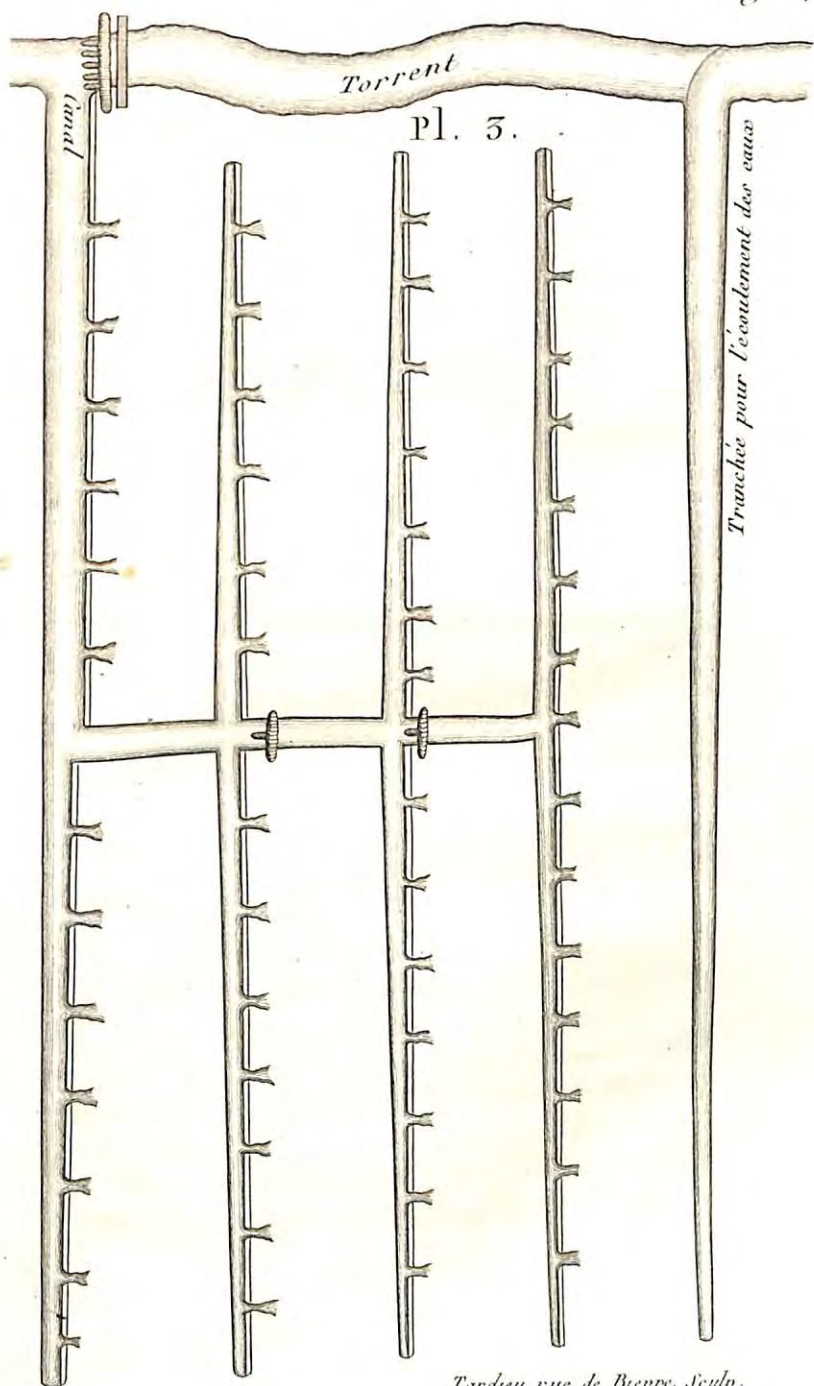 Torrent
Pl. 3.
Canal
Tranchée pour l'écoulement des eaux
Tardieu rue de Bievre, Sculp.